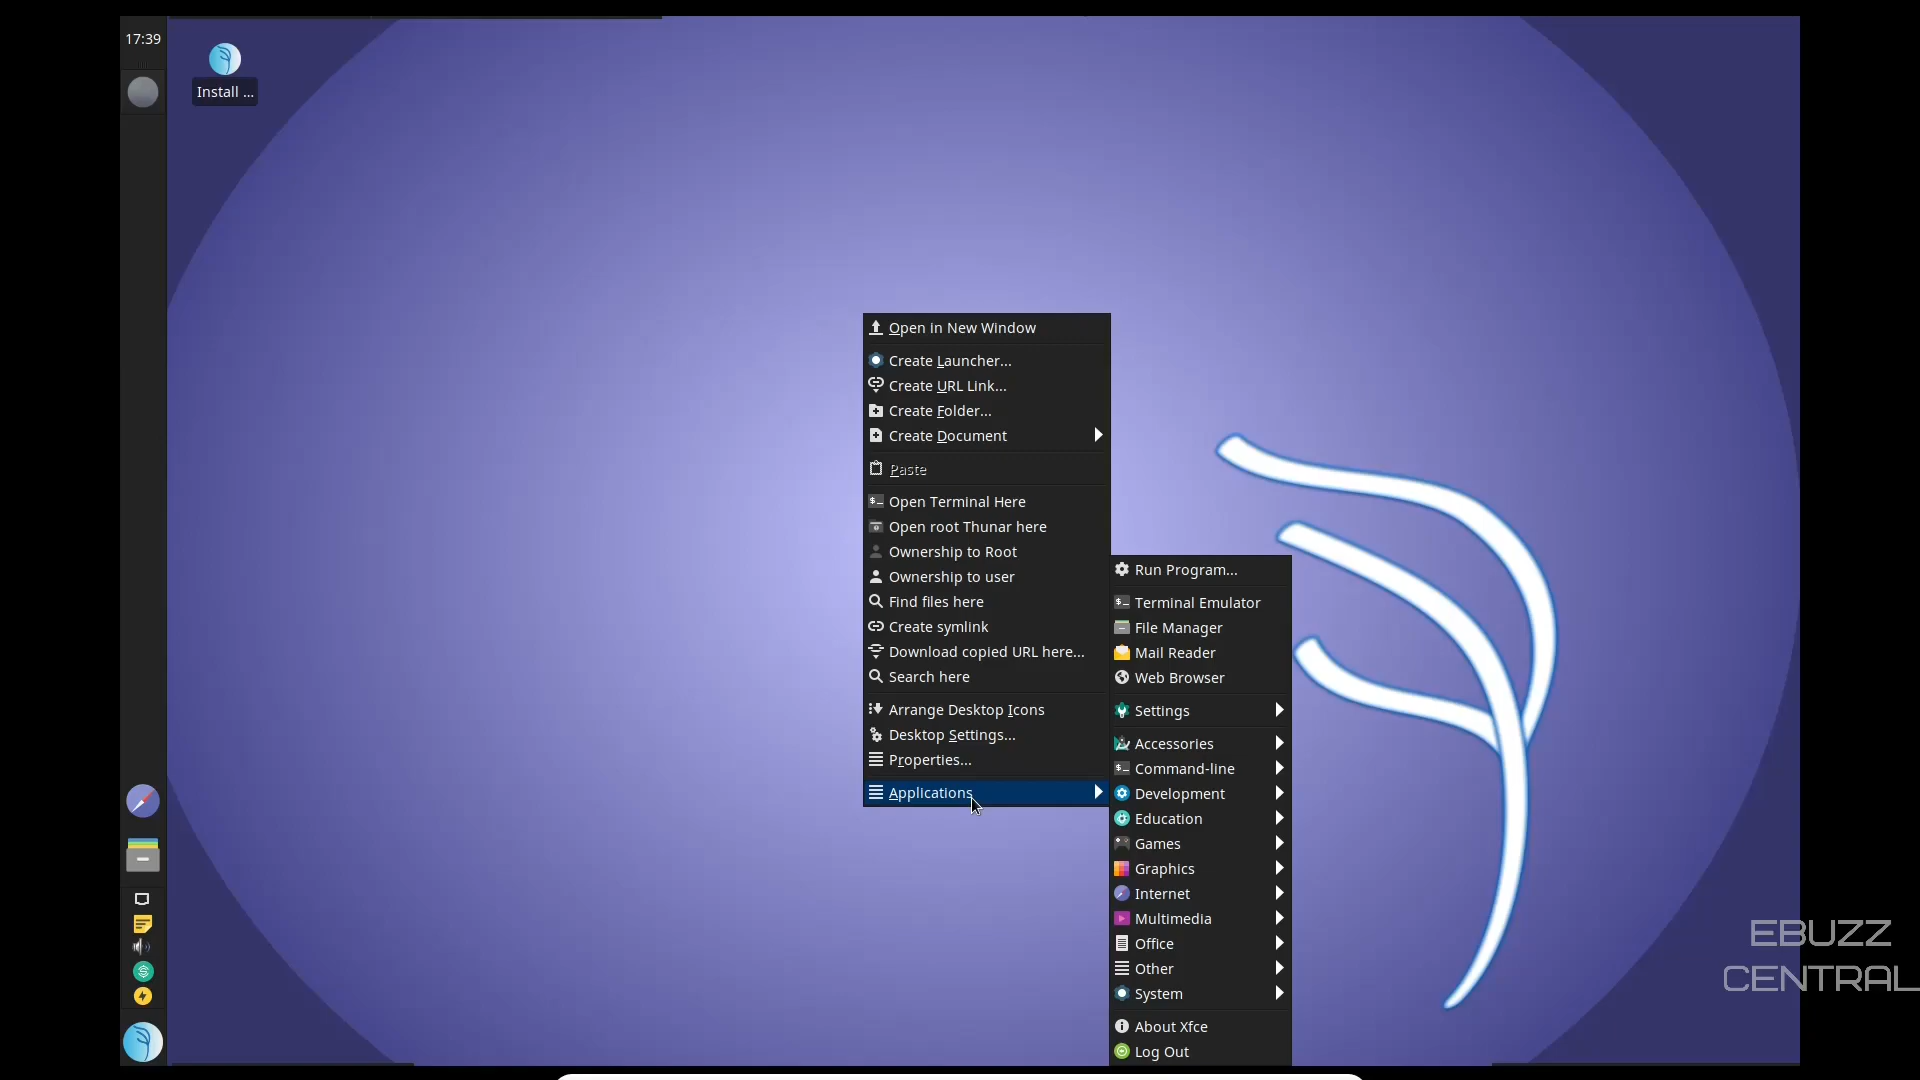 17:39
Install ...
Open in New Window
Create Launcher...
Create URL Link...
Create Folder...
Create Document
Paste
Open Terminal Here
Open root Thunar here
Ownership to Root
Ownership to user
Find files here
Create symlink
Download copied URL here...
Search here
Arrange Desktop Icons
Desktop Settings...
Properties...
Applications
Run Program...
Terminal Emulator
File Manager
Mail Reader
Web Browser
Settings
Accessories
Command-line
Development
Education
Games
Graphics
Internet
Multimedia
Office
Other
System
About Xfce
Log Out
EBUZZ
CENTRAL